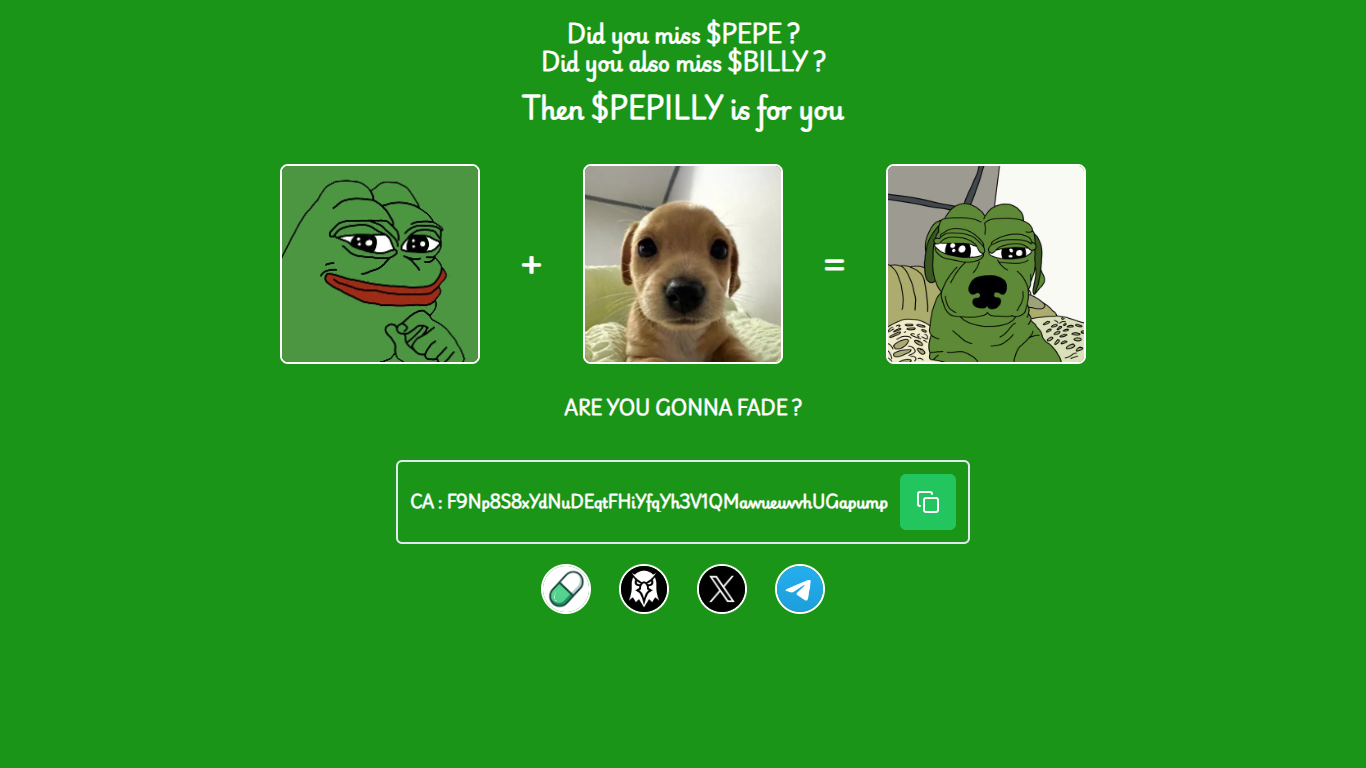 Did you miss $PEPE ?
Did you also miss $BILLY ?
Then $PEPILLY is for you
+
=
ARE YOU GONNA FADE ?
CA : F9Np8S8xYdNuDEqtFHiYfqYh3V1QMawueuvvhUGapump